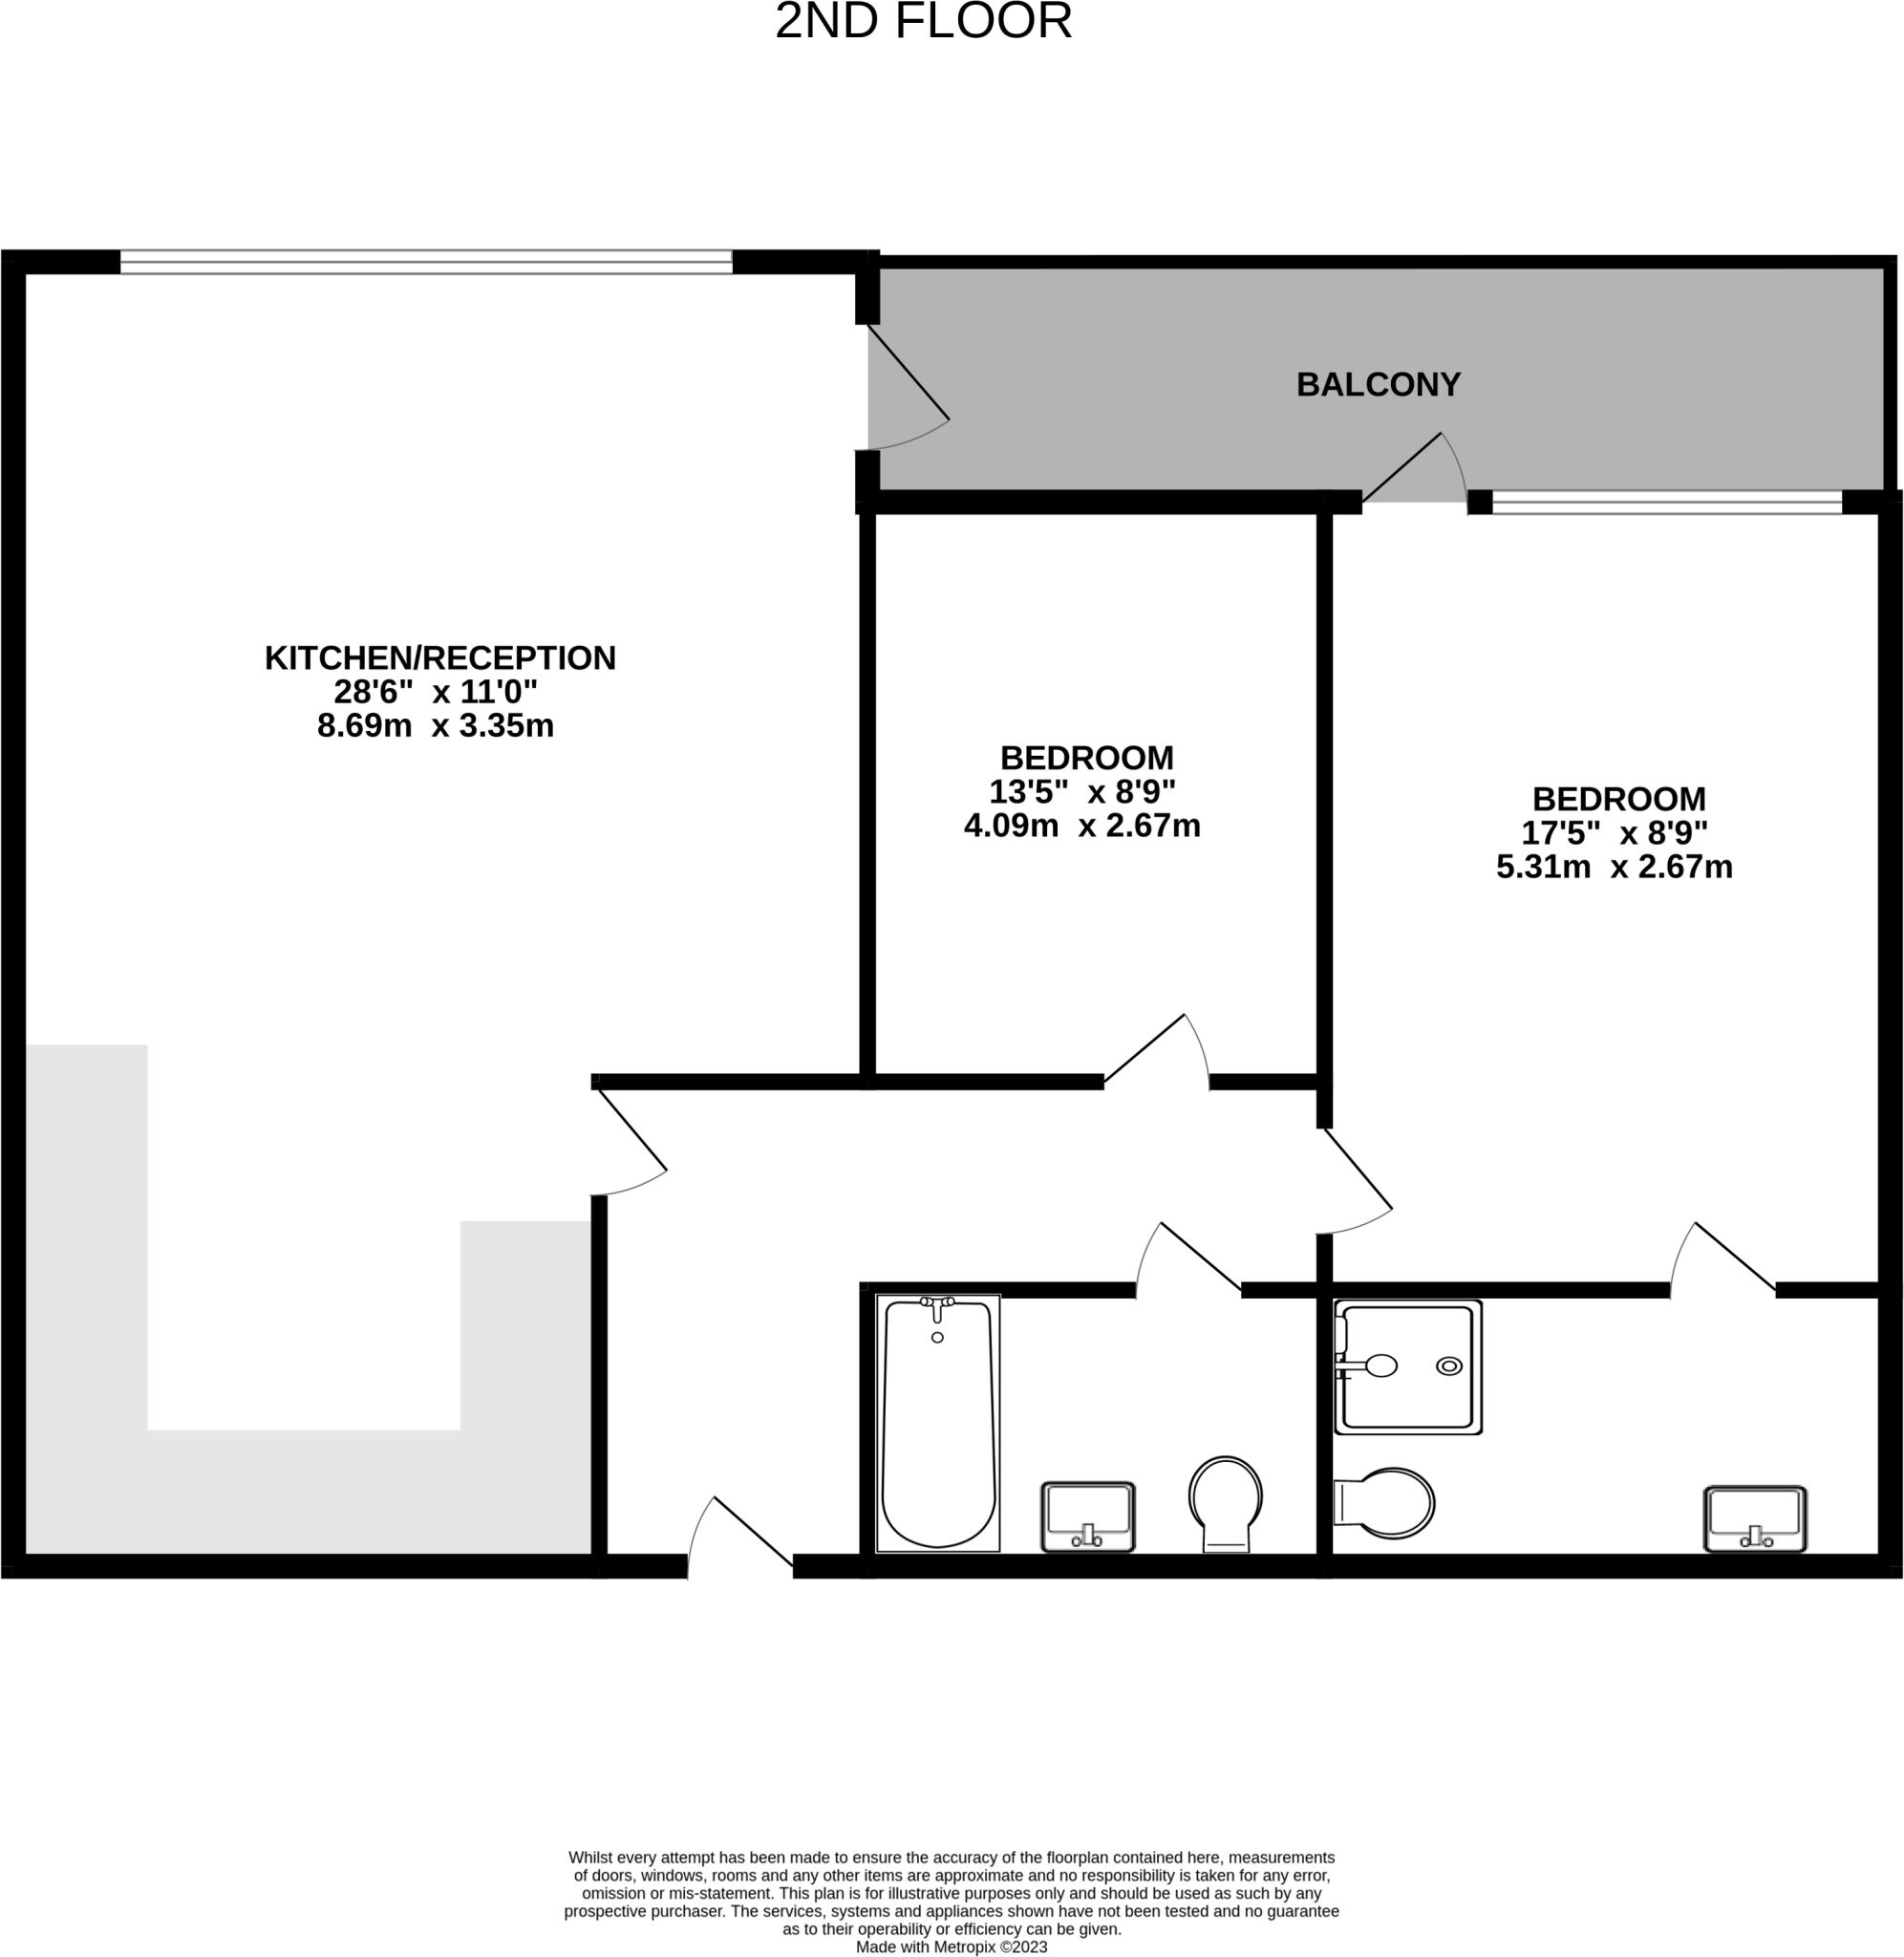 2ND FLOOR
BALCONY
KITCHEN/RECEPTION
28'6" x 11'0"
8.69m x 3.35m
BEDROOM
13'5" x 8'9"
4.09m x 2.67m
BEDROOM
17'5" x 8'9"
5.31m x 2.67m
Whilst every attempt has been made to ensure the accuracy of the floorplan contained here, measurements
of doors, windows, rooms and any other items are approximate and no responsibility is taken for any error,
omission or mis-statement. This plan is for illustrative purposes only and should be used as such by any
prospective purchaser. The services, systems and appliances shown have not been tested and no guarantee
as to their operability or efficiency can be given.
Made with Metropix ©2023